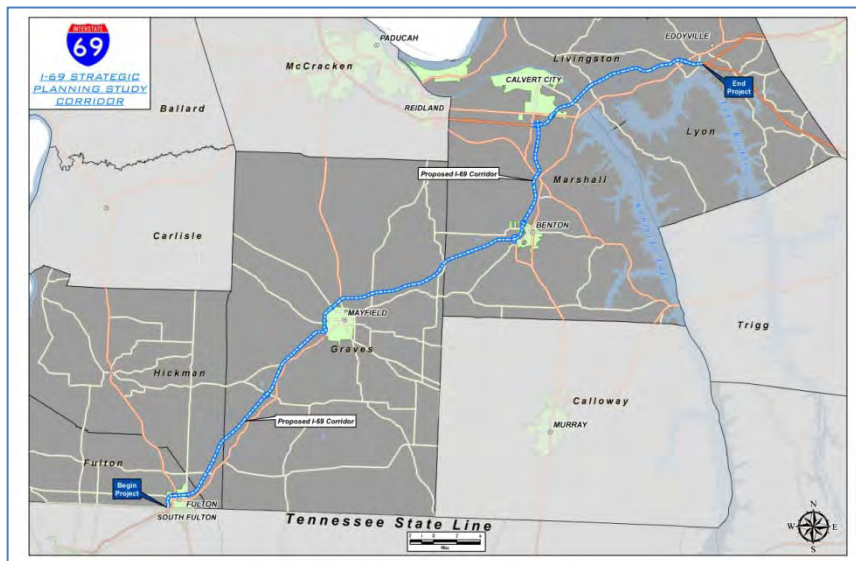 INTERSTATE
69
I-69 STRATEGIC
PLANNING STUDY
CORRIDOR
PADUCAH
McCracken
Ballard
REIDLAND
CALVERT CITY
Livingston
EDDYVILLE
End
Project
Lyon
Proposed I-69 Corridor
Marshall
BENTON
Carlisle
MAYFIELD
Graves
Trigg
Hickman
Calloway
MURRAY
Proposed I-69 Corridor
Fulton
Begin
Project
FULTON
SOUTH FULTON
Tennessee State Line
N
W
E
S